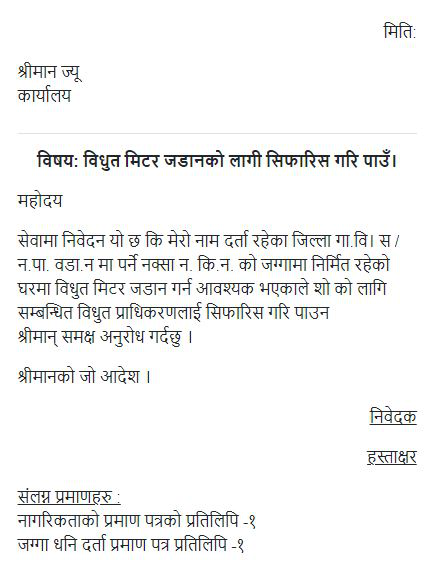 मिति:
श्रीमान ज्यू
कार्यालय
विषय: विधुत मिटर जडानको लागी सिफारिस गरि पाउँ।
महोदय
सेवामा निवेदन यो छ कि मेरो नाम दर्ता रहेका जिल्ला गा.वि। स /
न.पा. वडा.न मा पर्ने नक्सा न. कि.न. को जग्गामा निर्मित रहेको
घरमा विधुत मिटर जडान गर्न आवश्यक भएकाले शो को लागि
सम्बन्धित विधुत प्राधिकरणलाई सिफारिस गरि पाउन
श्रीमान् समक्ष अनुरोध गर्दछु ।
श्रीमानको जो आदेश ।
निवेदक
हस्ताक्षर
संलग्न प्रमाणहरु :
नागरिकताको प्रमाण पत्रको प्रतिलिपि -१
जग्गा धनि दर्ता प्रमाण पत्र प्रतिलिपि -१